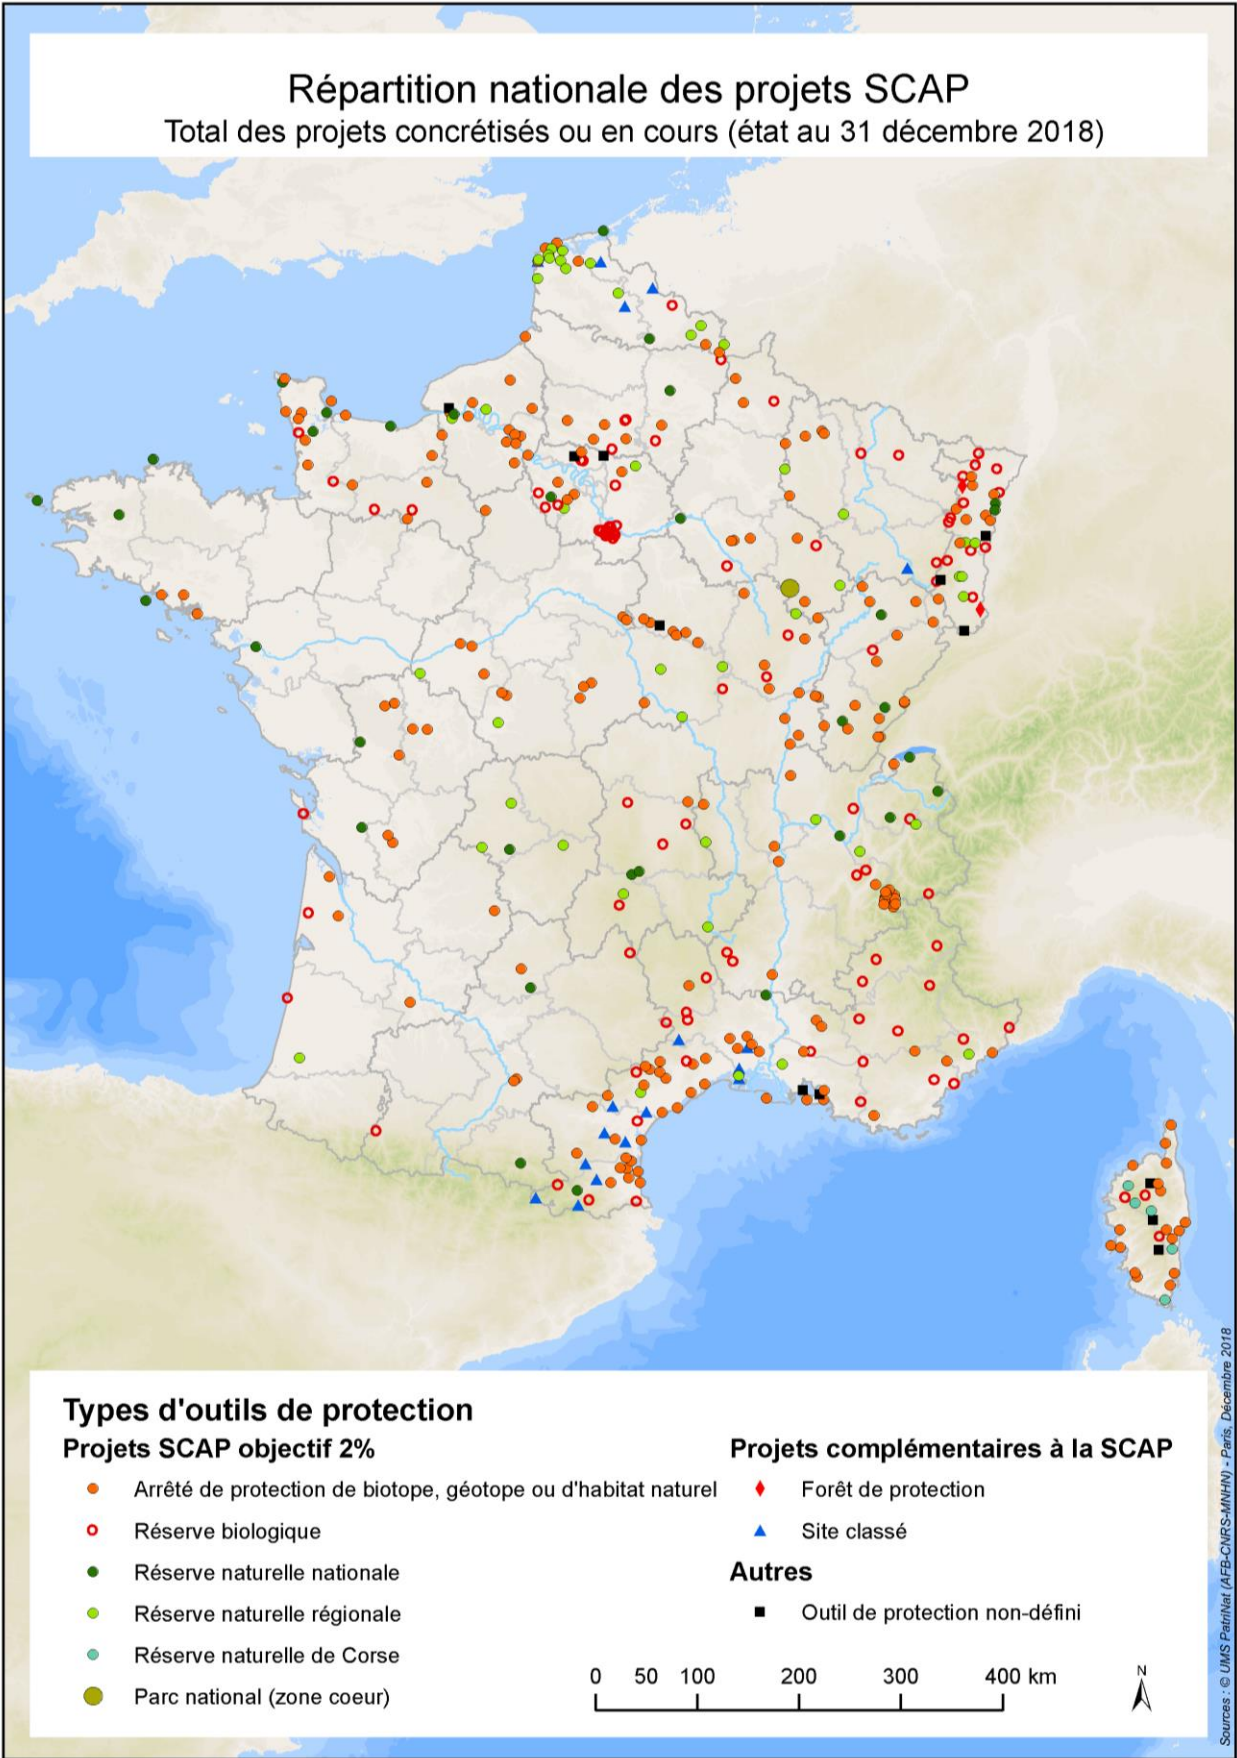 Répartition nationale des projets SCAP
Total des projets concrétisés ou en cours (état au 31 décembre 2018)
Types d'outils de protection
Projets SCAP objectif 2%
Arrêté de protection de biotope, géotope ou d'habitat naturel
Réserve biologique
Réserve naturelle nationale
Réserve naturelle régionale
Réserve naturelle de Corse
Parc national (zone coeur)
Projets complémentaires à la SCAP
Forêt de protection
Site classé
Autres
Outil de protection non-défini
0 50 100 200 300 400 km
N
Sources : © UMS PatriNat (AFB-CNRS-MNHN) - Paris, Décembre 2018